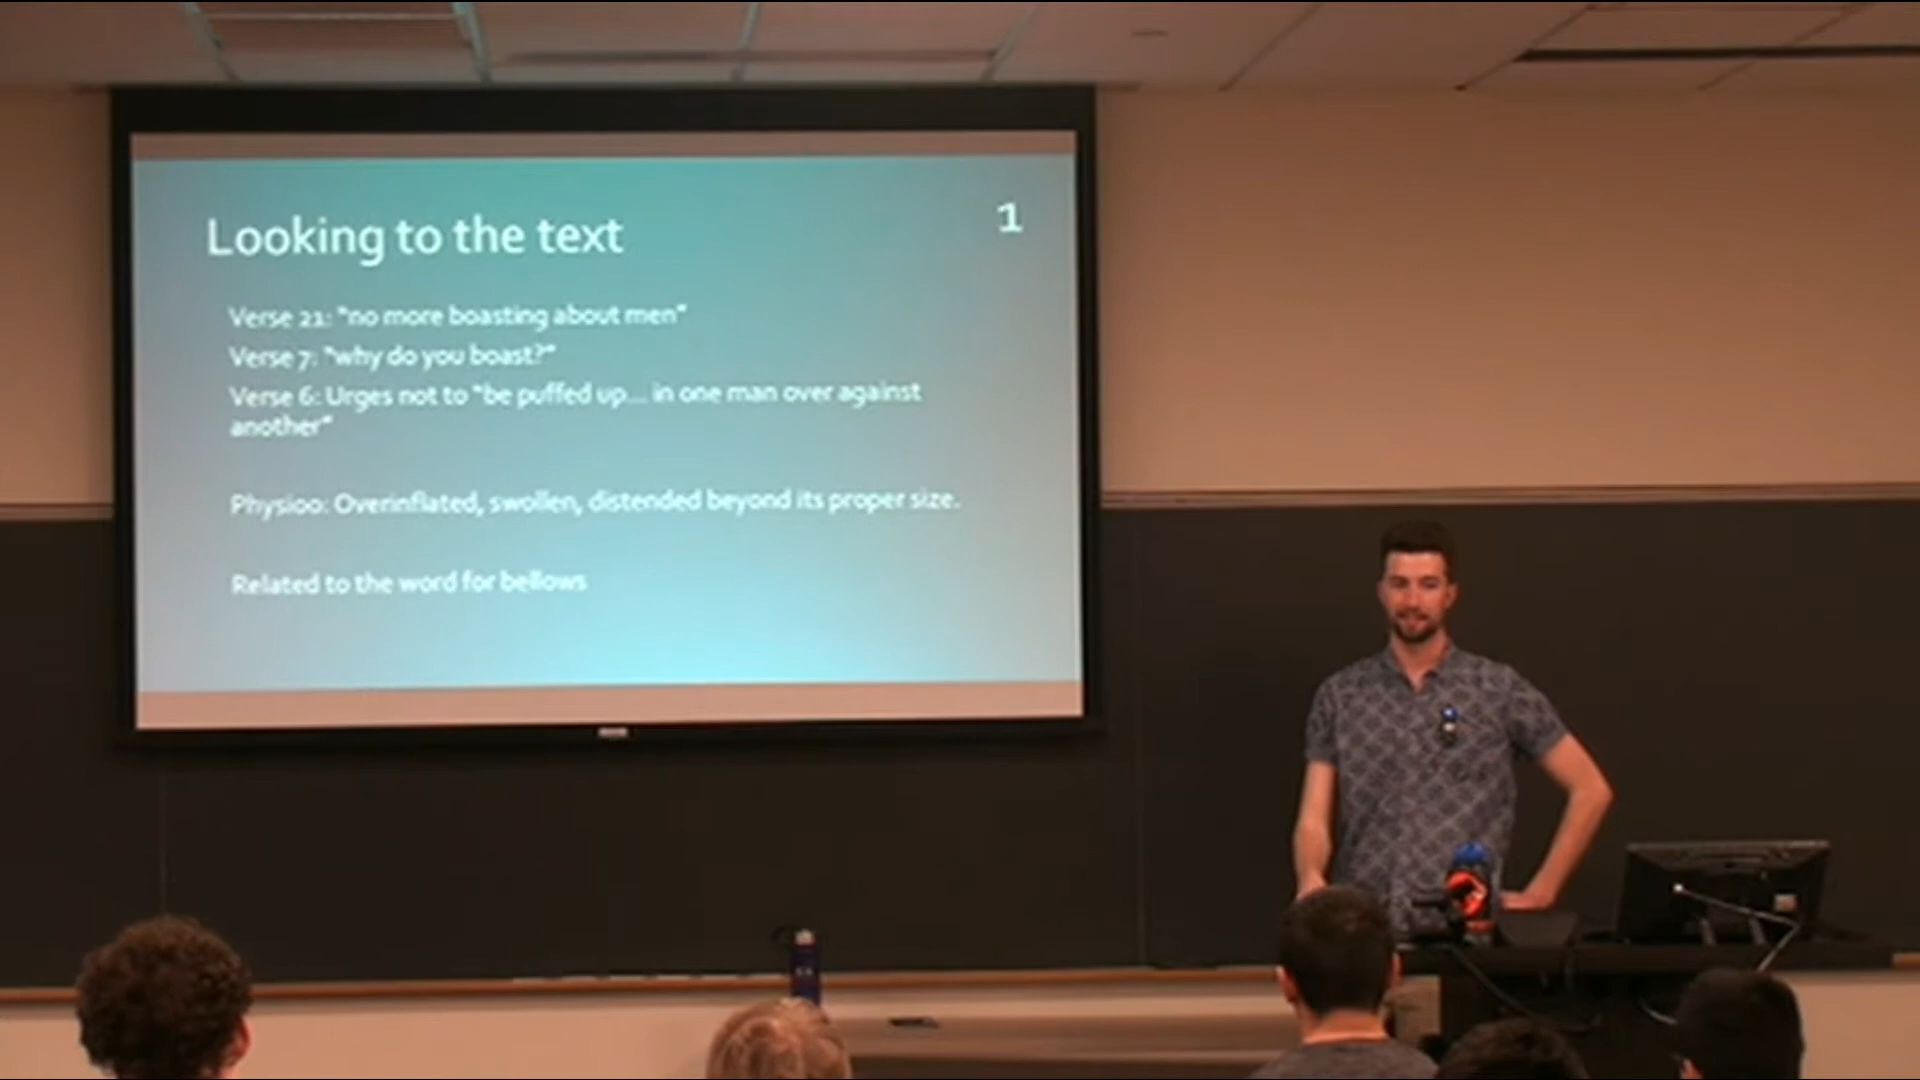 Looking to the text
1
Verse 21: "no more boasting about men"
Verse 7: "why do you boast?"
Verse 6: Urges not to "be puffed up... in one man over against
another"
Physioo: Overinflated, swollen, distended beyond its proper size.
Related to the word for bellows